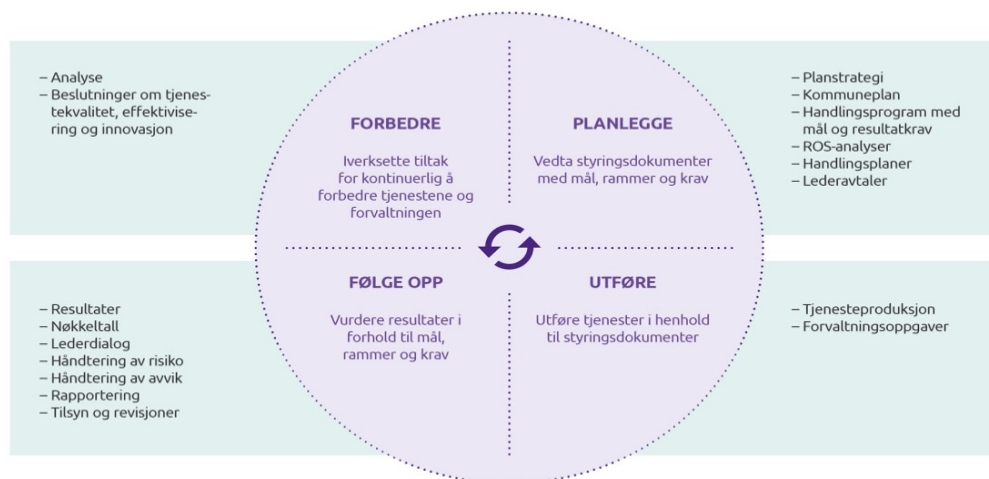 – Analyse
– Beslutninger om tjenes-
tekvalitet, effektivise-
ring og innovasjon
FORBEDRE
Iverksette tiltak
for kontinuerlig å
forbedre tjenestene og
forvaltningen
PLANLEGGE
Vedta styringsdokumenter
med mål, rammer og krav
– Planstrategi
– Kommuneplan
– Handlingsprogram med
mål og resultatkrav
– ROS-analyser
– Handlingsplaner
– Lederavtaler
– Resultater
– Nøkkeltall
– Lederdialog
– Håndtering av risiko
– Håndtering av avvik
– Rapportering
– Tilsyn og revisjoner
FØLGE OPP
Vurdere resultater i
forhold til mål,
rammer og krav
UTFØRE
Utføre tjenester i henhold
til styringsdokumenter
– Tjenesteproduksjon
– Forvaltningsoppgaver